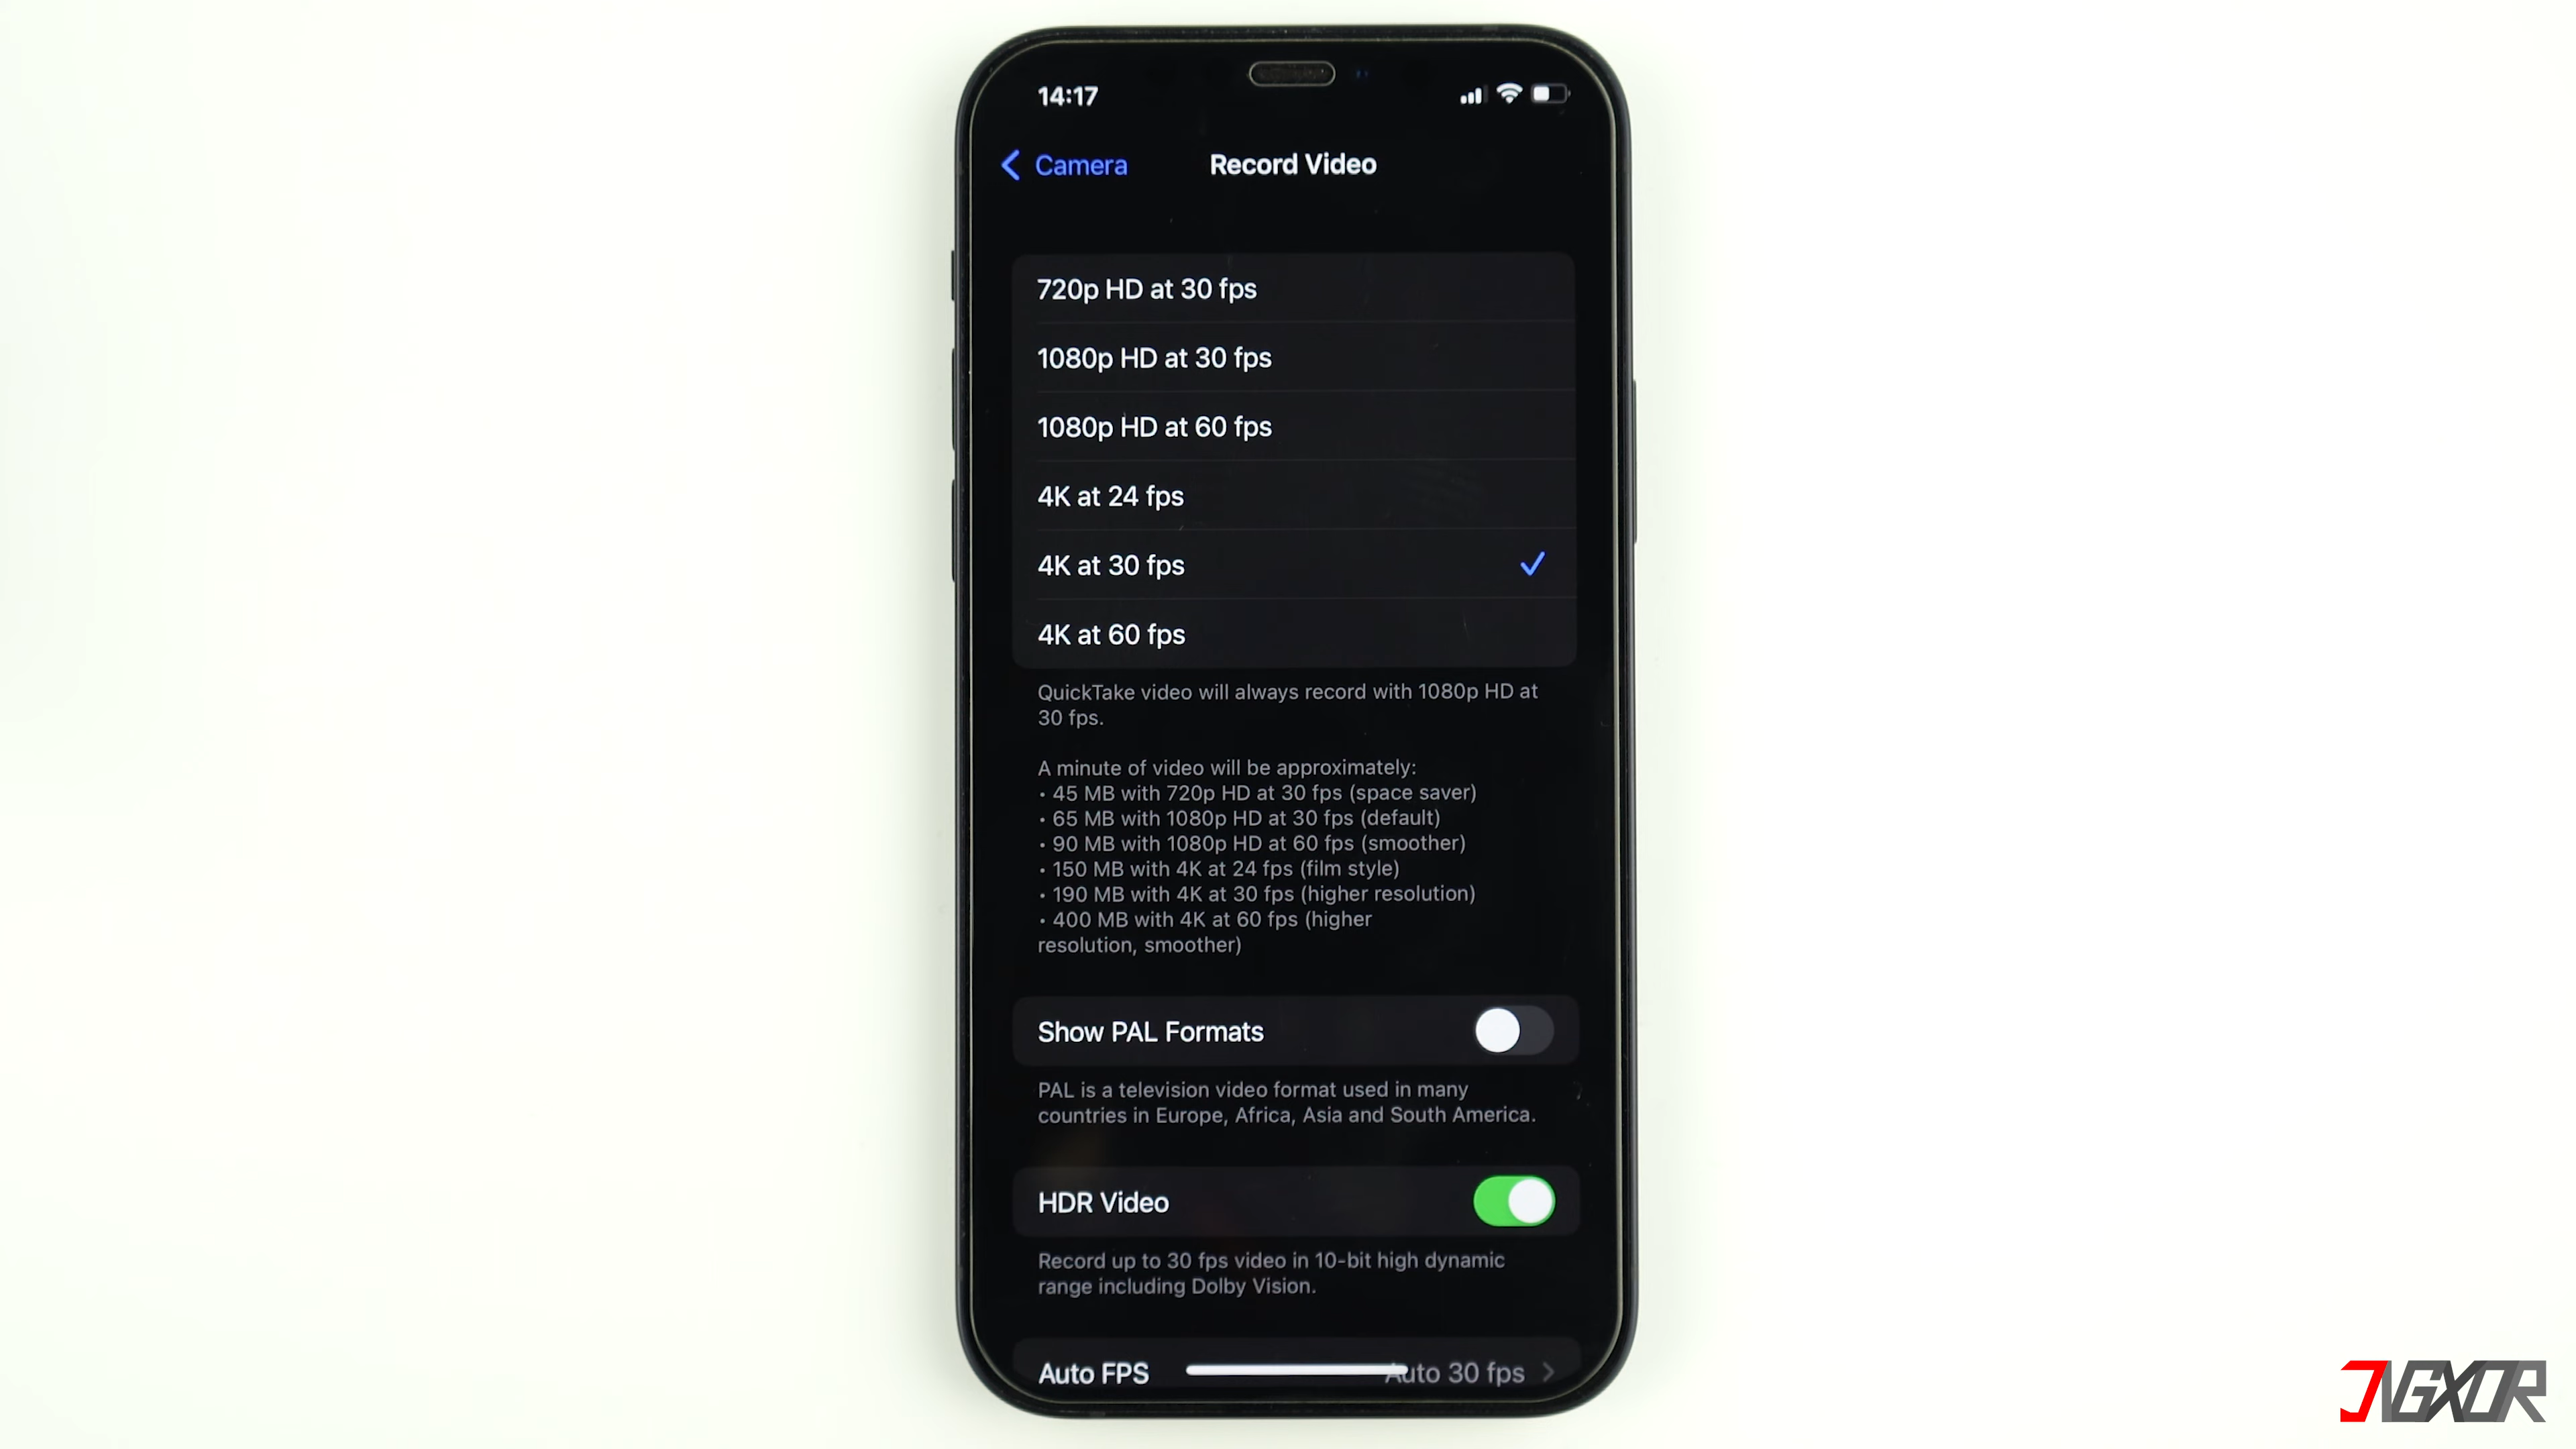 14:17
Camera
Record Video
720p HD at 30 fps
1080p HD at 30 fps
1080p HD at 60 fps
4K at 24 fps
4K at 30 fps
4K at 60 fps
QuickTake video will always record with 1080p HD at
30 fps.
A minute of video will be approximately:
• 45 MB with 720p HD at 30 fps (space saver)
• 65 MB with 1080p HD at 30 fps (default)
• 90 MB with 1080p HD at 60 fps (smoother)
• 150 MB with 4K at 24 fps (film style)
• 190 MB with 4K at 30 fps (higher resolution)
• 400 MB with 4K at 60 fps (higher
resolution, smoother)
Show PAL Formats
PAL is a television video format used in many
countries in Europe, Africa, Asia and South America.
HDR Video
Record up to 30 fps video in 10-bit high dynamic
range including Dolby Vision.
Auto FPS
Auto 30 fps
JVGXOR